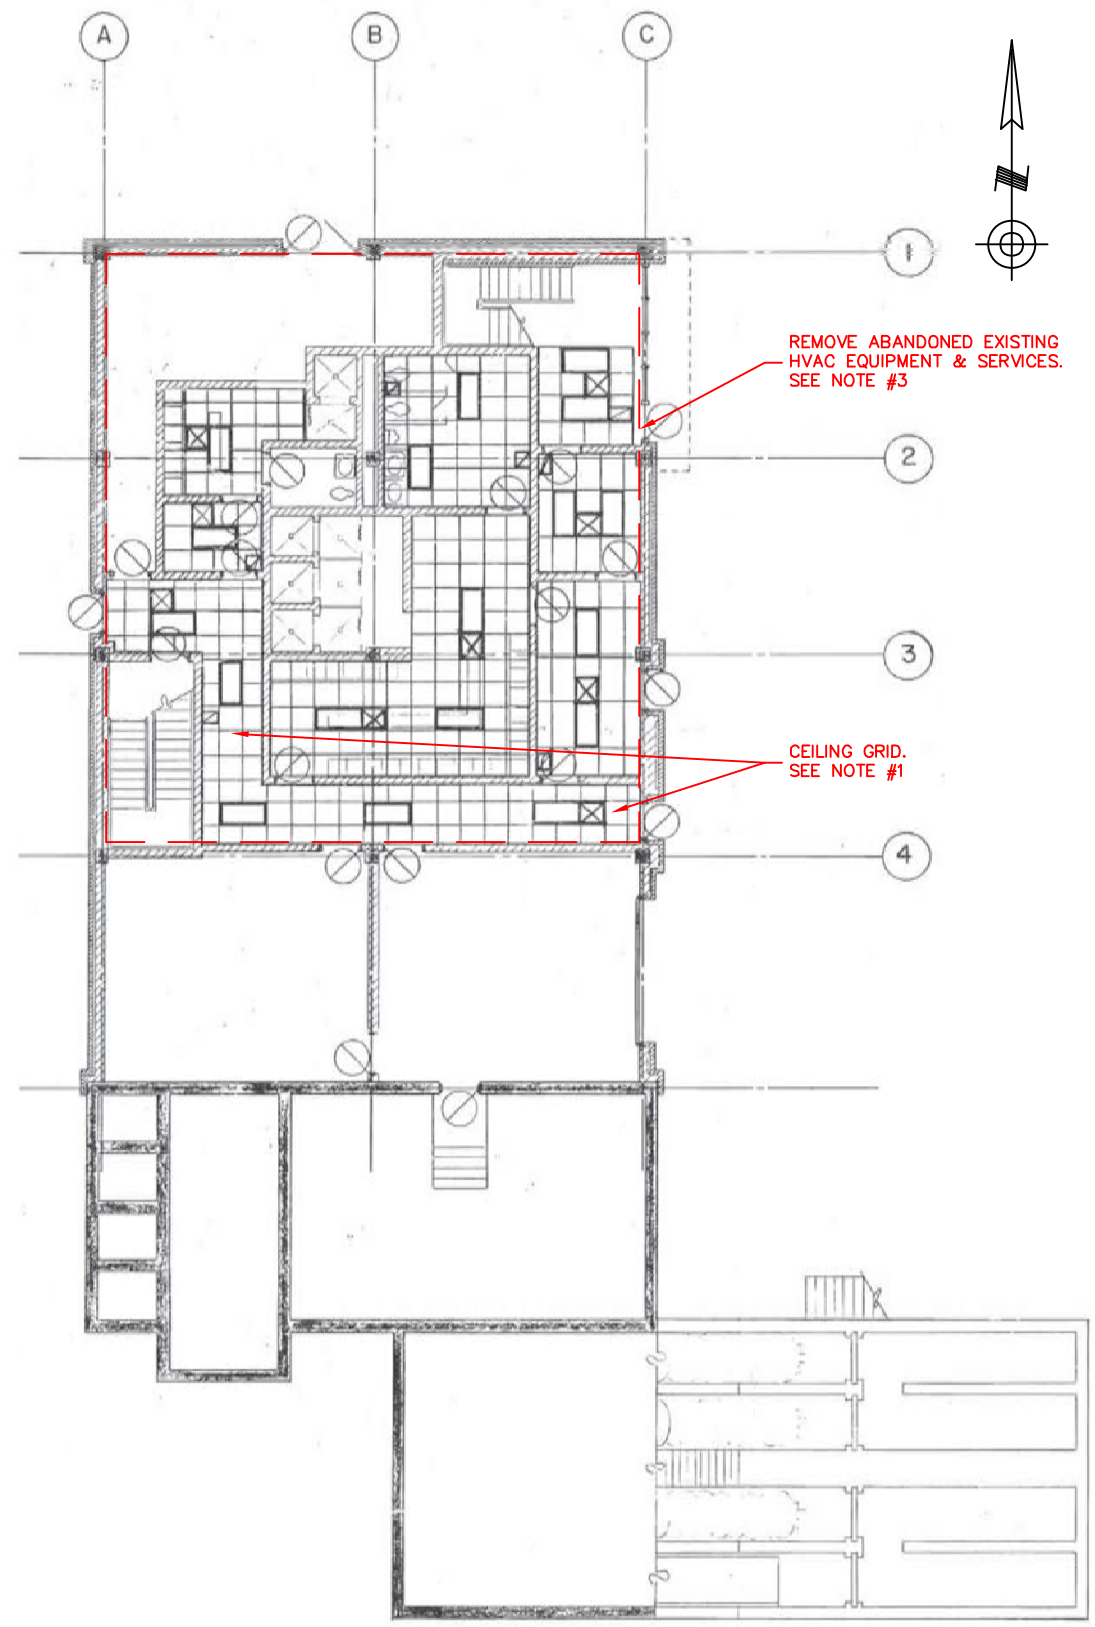 A
B
C
N
1
REMOVE ABANDONED EXISTING
HVAC EQUIPMENT & SERVICES.
SEE NOTE #3
2
3
CEILING GRID.
SEE NOTE #1
4